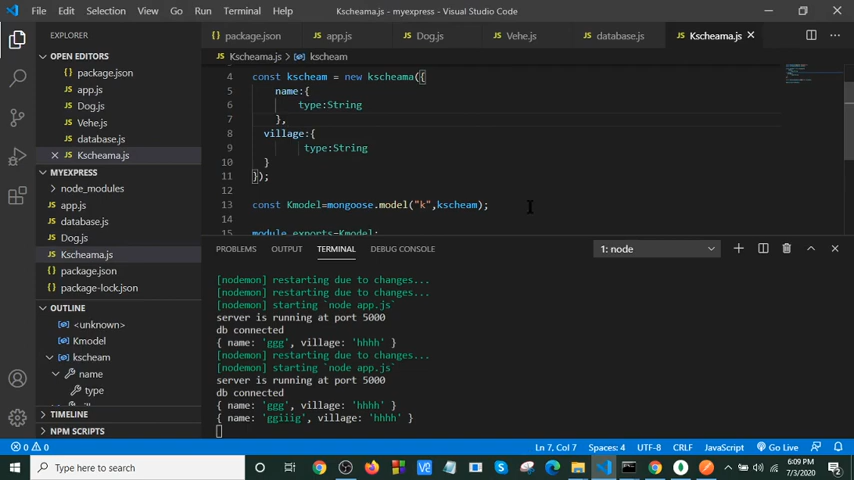 File Edit Selection View Go Run Terminal Help Kscheama.js - myexpress - Visual Studio Code
EXPLORER
OPEN EDITORS
package.json
app.js
Dog.js
Vehe.js
database.js
Kscheama.js
MYEXPRESS
node_modules
app.js
database.js
Dog.js
Kscheama.js
package.json
package-lock.json
OUTLINE
<unknown>
Kmodel
kscheam
name
type
TIMELINE
NPM SCRIPTS
package.json app.js Dog.js Vehe.js database.js Kscheama.js
Kscheama.js > kscheam
4 const kscheam = new kscheama({
5 name:{
6 type:String
7 },
8 village:{
9 type:String
10 }
11 });
12
13 const Kmodel=mongoose.model("k",kscheam);
14
15 module.exports=Kmodel;
PROBLEMS OUTPUT TERMINAL DEBUG CONSOLE 1: node
[nodemon] restarting due to changes...
[nodemon] restarting due to changes...
[nodemon] starting `node app.js`
server is running at port 5000
db connected
{ name: 'ggg', village: 'hhhh' }
[nodemon] restarting due to changes...
[nodemon] starting `node app.js`
server is running at port 5000
db connected
{ name: 'ggg', village: 'hhhh' }
{ name: 'ggiiig', village: 'hhhh' }
0 0 Ln 7, Col 7 Spaces: 4 UTF-8 CRLF JavaScript Go Live
Type here to search
6:09 PM
7/3/2020